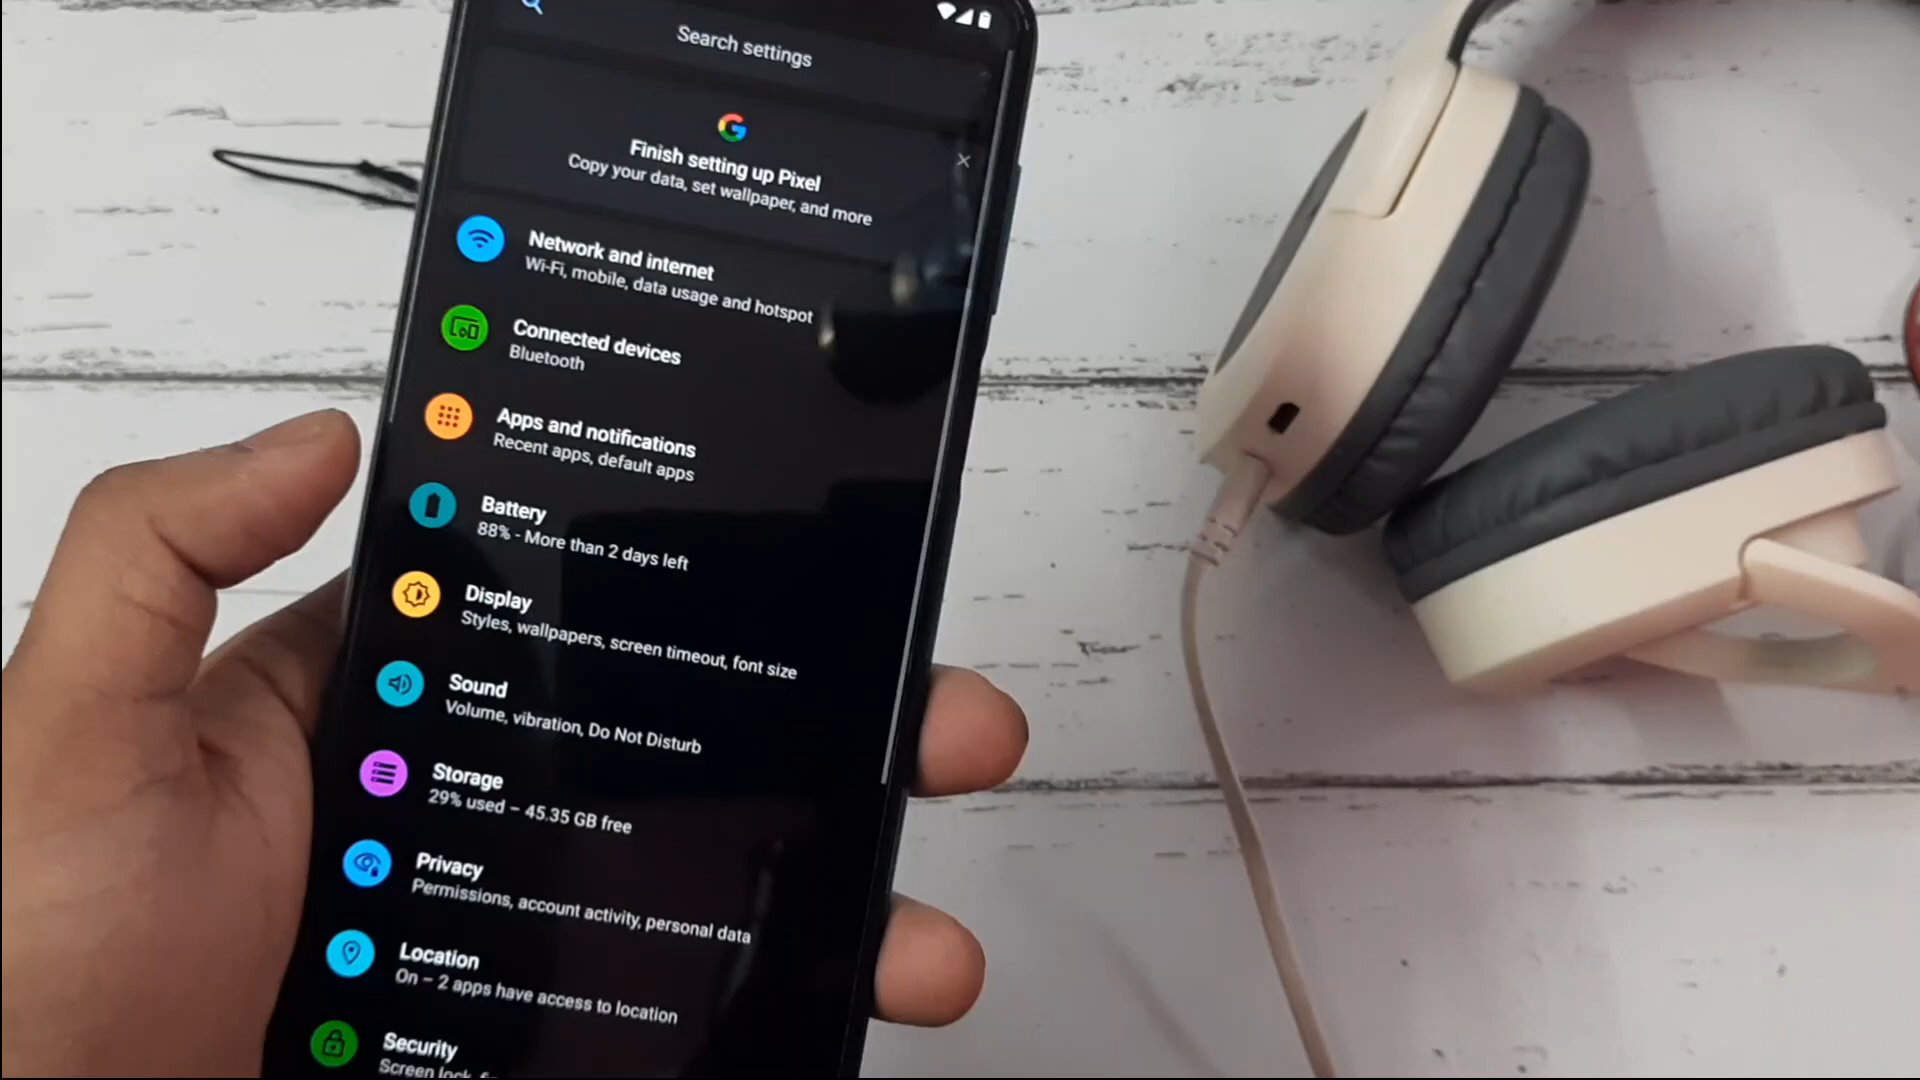 Search settings
Finish setting up Pixel
Copy your data, set wallpaper, and more
Network and internet
Wi-Fi, mobile, data usage and hotspot
Connected devices
Bluetooth
Apps and notifications
Recent apps, default apps
Battery
88% - More than 2 days left
Display
Styles, wallpapers, screen timeout, font size
Sound
Volume, vibration, Do Not Disturb
Storage
29% used – 45.35 GB free
Privacy
Permissions, account activity, personal data
Location
On – 2 apps have access to location
Security
Screen lock,